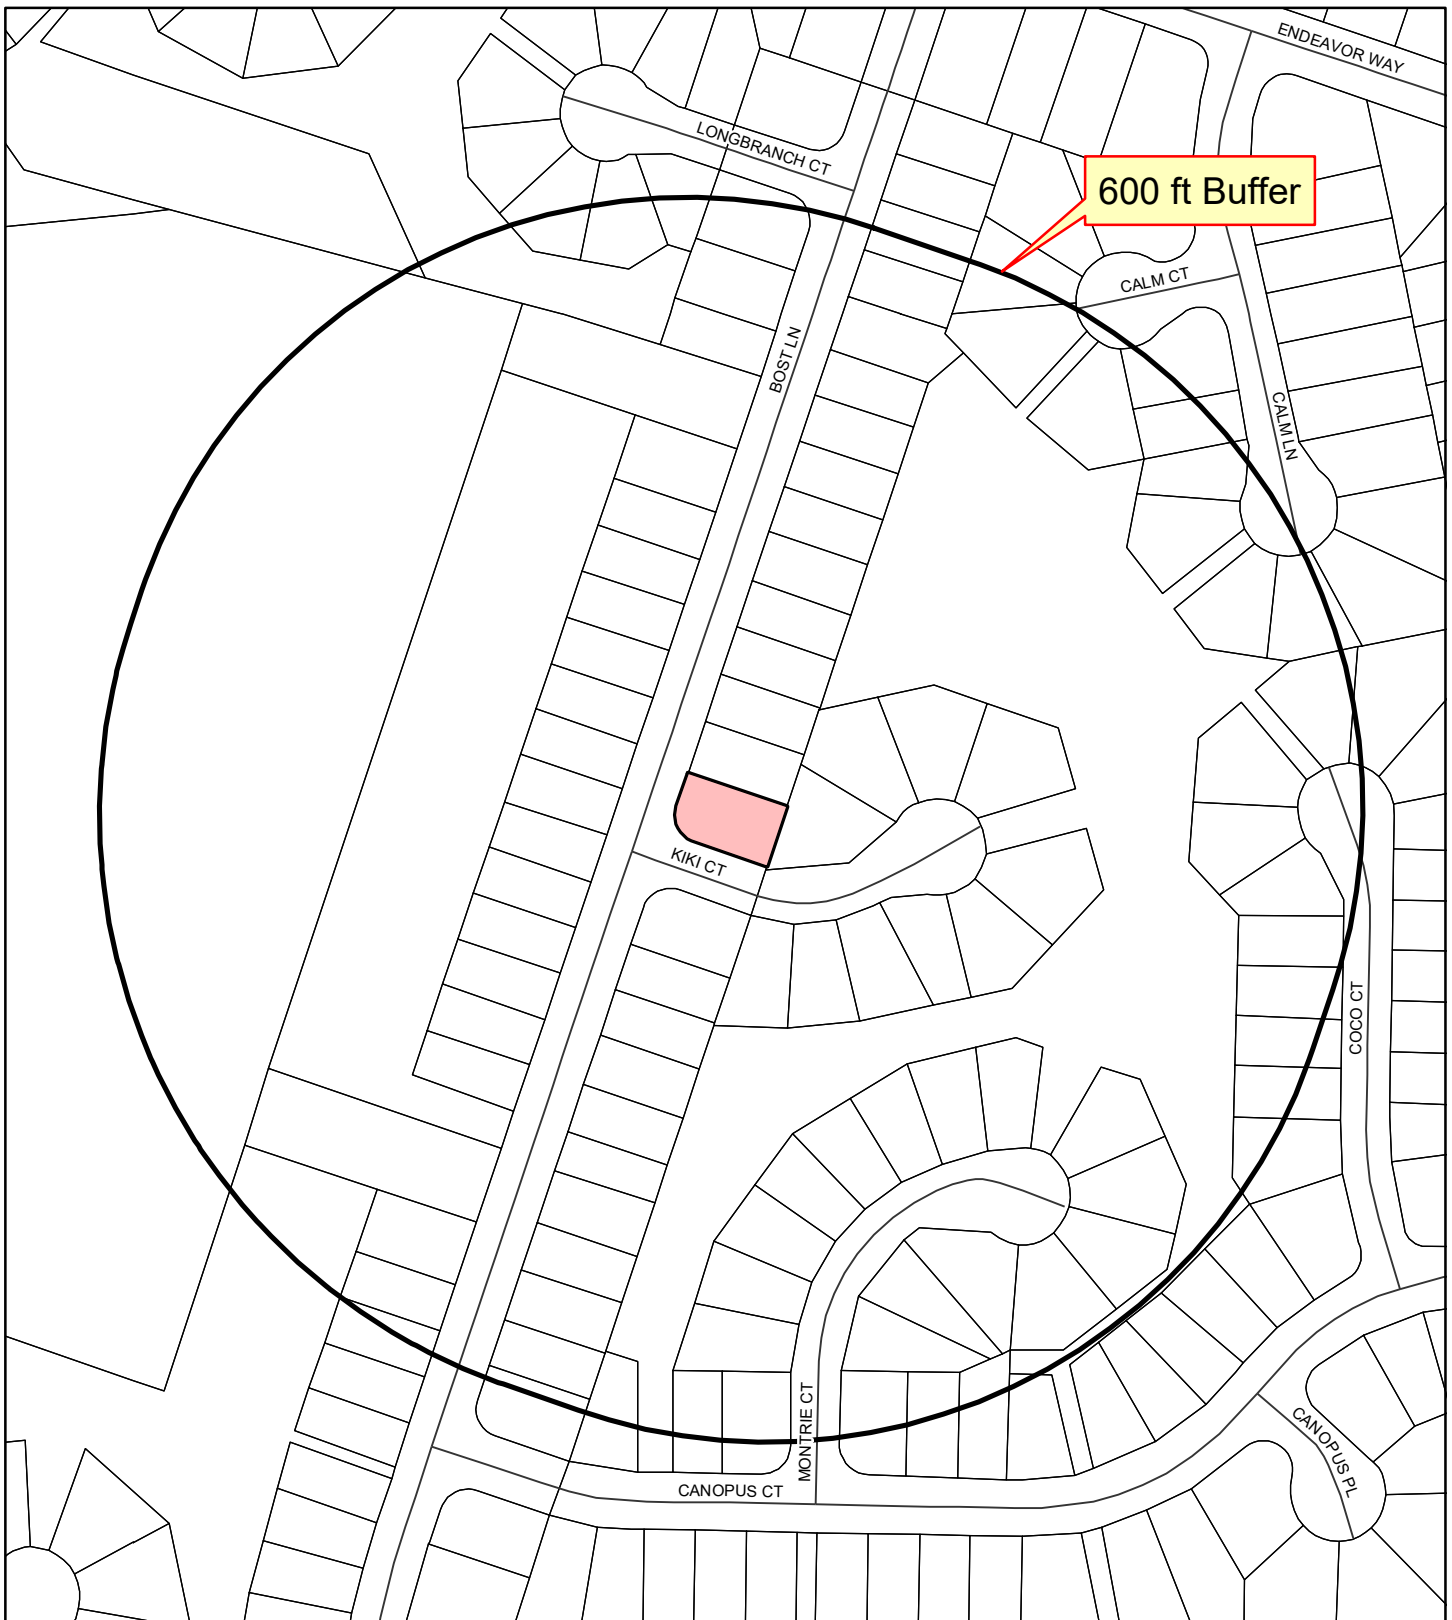 ENDEAVOR WAY
LONGBRANCH CT
600 ft Buffer
CALM CT
BOST LN
CALM LN
KIKI CT
COCO CT
MONTRIE CT
CANOPUS PL
CANOPUS CT